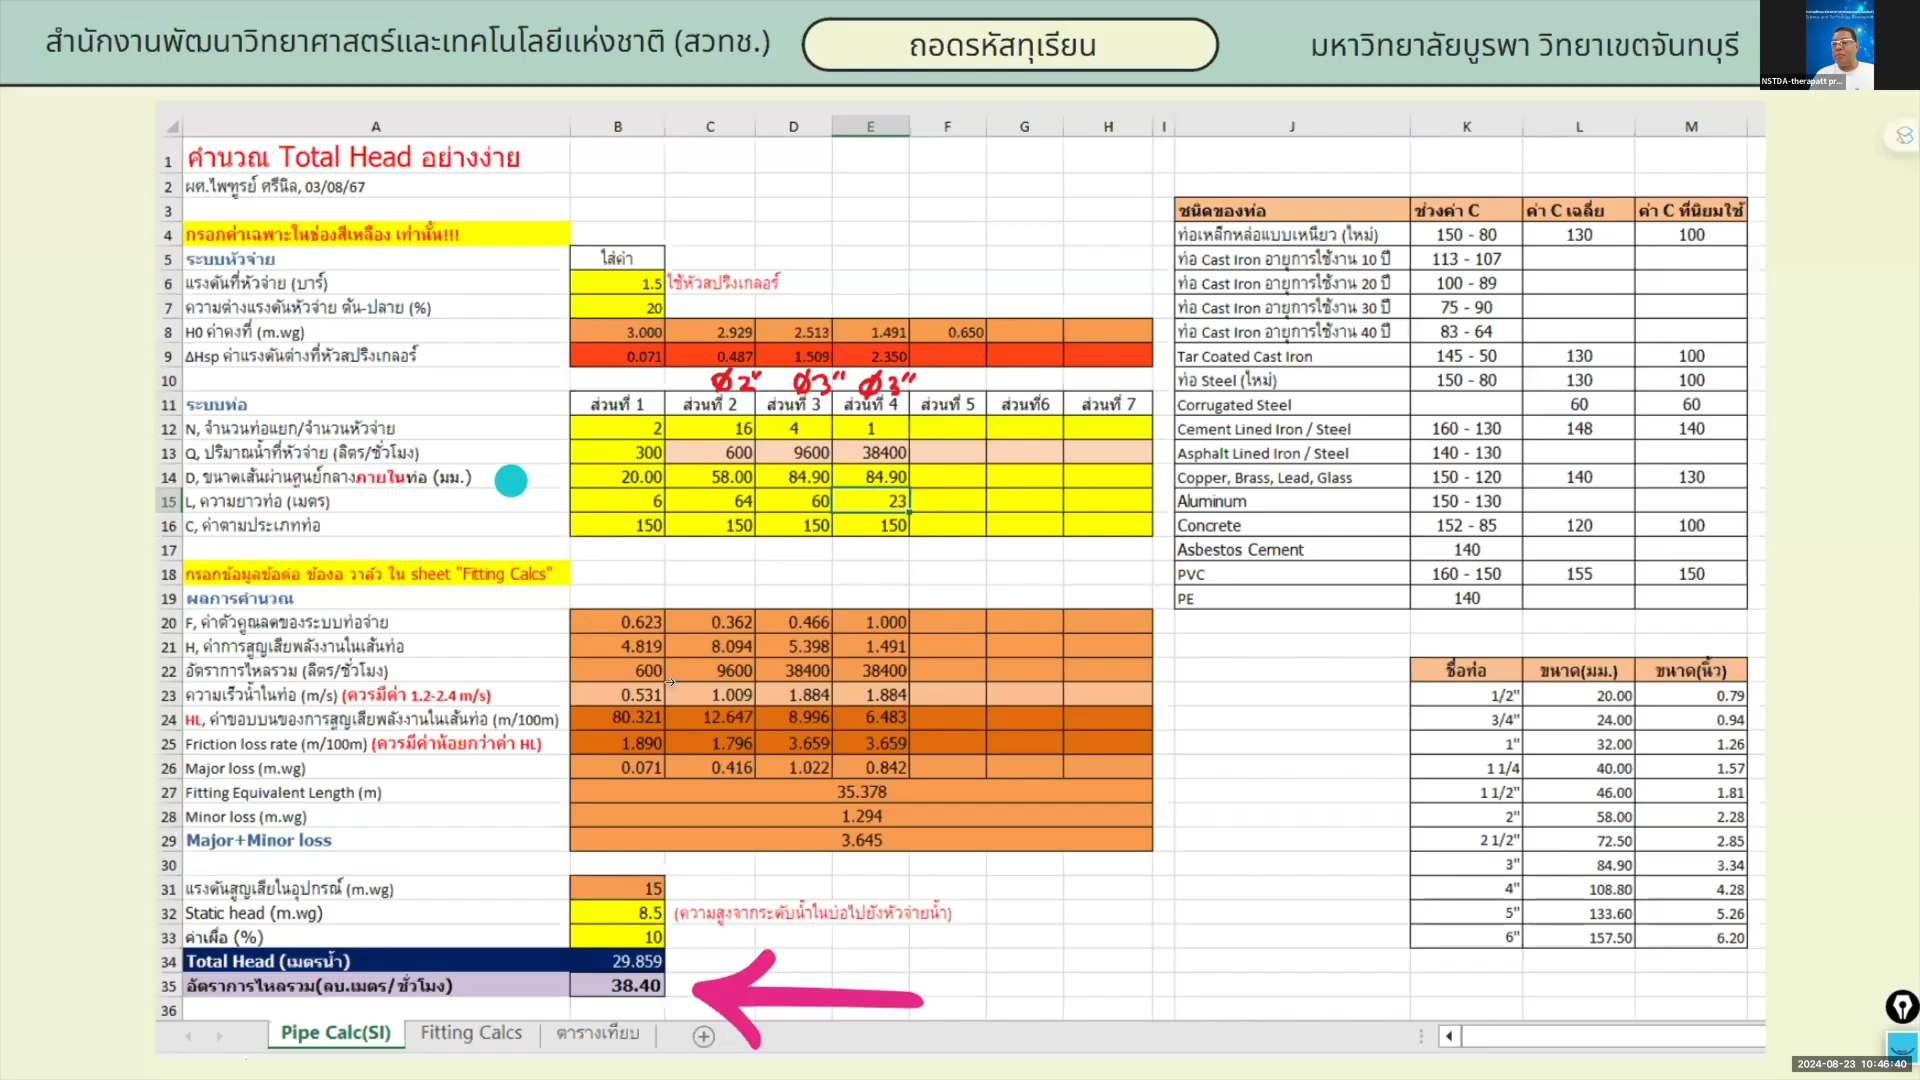 สำนักงานพัฒนาวิทยาศาสตร์และเทคโนโลยีแห่งชาติ (สวทช.)
ถอดรหัสทุเรียน
มหาวิทยาลัยบูรพา วิทยาเขตจันทบุรี
NSTDA-therapatt pr...
A B C D E F G H I J K L M
1 คำนวณ Total Head อย่างง่าย
2 ผศ.ไพฑูรย์ ศรีนิล, 03/08/67
3
4 กรอกค่าเฉพาะในช่องสีเหลือง เท่านั้น!!!
5 ระบบหัวจ่าย ใส่ค่า
6 แรงดันที่หัวจ่าย (บาร์) 1.5 ใช้หัวสปริงเกลอร์
7 ความต่างแรงดันหัวจ่าย ต้น-ปลาย (%) 20
8 H0 ค่าคงที่ (m.wg) 3.000 2.929 2.513 1.491 0.650
9 ΔHsp ค่าแรงดันต่างที่หัวสปริงเกลอร์ 0.071 0.487 1.509 2.350
10 Ø2" Ø3" Ø3"
11 ระบบท่อ ส่วนที่ 1 ส่วนที่ 2 ส่วนที่ 3 ส่วนที่ 4 ส่วนที่ 5 ส่วนที่6 ส่วนที่ 7
12 N, จำนวนท่อแยก/จำนวนหัวจ่าย 2 16 4 1
13 Q, ปริมาณน้ำที่หัวจ่าย (ลิตร/ชั่วโมง) 300 600 9600 38400
14 D, ขนาดเส้นผ่านศูนย์กลางภายในท่อ (มม.) 20.00 58.00 84.90 84.90
15 L, ความยาวท่อ (เมตร) 6 64 60 23
16 C, ค่าตามประเภทท่อ 150 150 150 150
17
18 กรอกข้อมูลข้อต่อ ข้องอ วาล์ว ใน sheet "Fitting Calcs"
19 ผลการคำนวณ
20 F, ค่าตัวคูณลดของระบบท่อจ่าย 0.623 0.362 0.466 1.000
21 H, ค่าการสูญเสียพลังงานในเส้นท่อ 4.819 8.094 5.398 1.491
22 อัตราการไหลรวม (ลิตร/ชั่วโมง) 600 9600 38400 38400
23 ความเร็วน้ำในท่อ (m/s) (ควรมีค่า 1.2-2.4 m/s) 0.531 1.009 1.884 1.884
24 HL, ค่าขอบบนของการสูญเสียพลังงานในเส้นท่อ (m/100m) 80.321 12.647 8.996 6.483
25 Friction loss rate (m/100m) (ควรมีค่าน้อยกว่าค่า HL) 1.890 1.796 3.659 3.659
26 Major loss (m.wg) 0.071 0.416 1.022 0.842
27 Fitting Equivalent Length (m) 35.378
28 Minor loss (m.wg) 1.294
29 Major+Minor loss 3.645
30
31 แรงดันสูญเสียในอุปกรณ์ (m.wg) 15
32 Static head (m.wg) 8.5 (ความสูงจากระดับน้ำในบ่อไปยังหัวจ่ายน้ำ)
33 ค่าเผื่อ (%) 10
34 Total Head (เมตรน้ำ) 29.859
35 อัตราการไหลรวม(ลบ.เมตร/ชั่วโมง) 38.40
36
ชนิดของท่อ ช่วงค่า C ค่า C เฉลี่ย ค่า C ที่นิยมใช้
ท่อเหล็กหล่อแบบเหนียว (ใหม่) 150 - 80 130 100
ท่อ Cast Iron อายุการใช้งาน 10 ปี 113 - 107
ท่อ Cast Iron อายุการใช้งาน 20 ปี 100 - 89
ท่อ Cast Iron อายุการใช้งาน 30 ปี 75 - 90
ท่อ Cast Iron อายุการใช้งาน 40 ปี 83 - 64
Tar Coated Cast Iron 145 - 50 130 100
ท่อ Steel (ใหม่) 150 - 80 130 100
Corrugated Steel 60 60
Cement Lined Iron / Steel 160 - 130 148 140
Asphalt Lined Iron / Steel 140 - 130
Copper, Brass, Lead, Glass 150 - 120 140 130
Aluminum 150 - 130
Concrete 152 - 85 120 100
Asbestos Cement 140
PVC 160 - 150 155 150
PE 140
ชื่อท่อ ขนาด(มม.) ขนาด(นิ้ว)
1/2" 20.00 0.79
3/4" 24.00 0.94
1" 32.00 1.26
1 1/4 40.00 1.57
1 1/2" 46.00 1.81
2" 58.00 2.28
2 1/2" 72.50 2.85
3" 84.90 3.34
4" 108.80 4.28
5" 133.60 5.26
6" 157.50 6.20
Pipe Calc(SI) Fitting Calcs ตารางเทียบ
2024-08-23 10:46:40